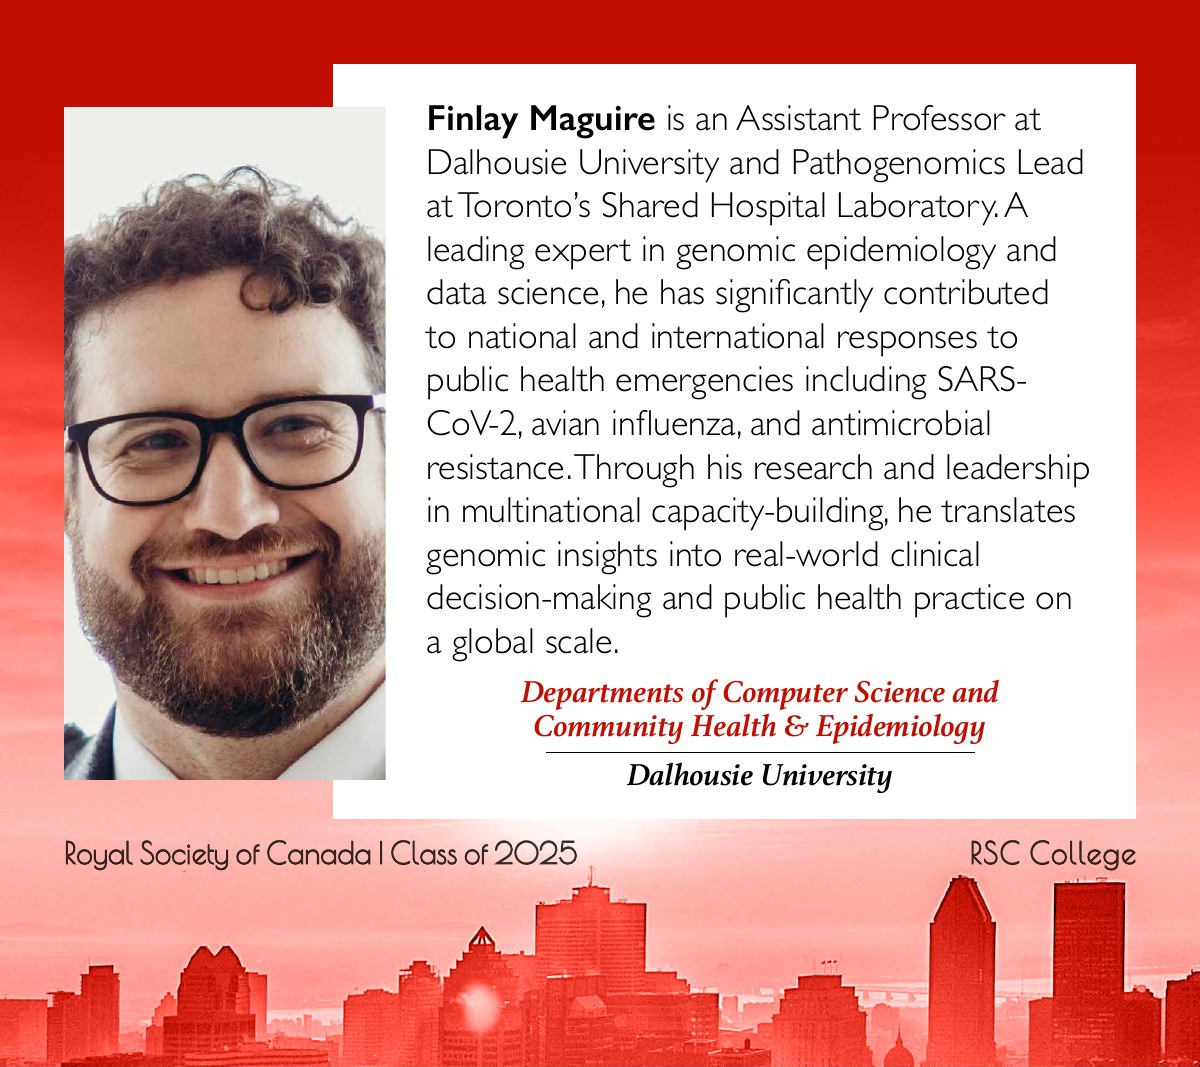 Finlay Maguire is an Assistant Professor at
Dalhousie University and Pathogenomics Lead
at Toronto's Shared Hospital Laboratory. A
leading expert in genomic epidemiology and
data science, he has significantly contributed
to national and international responses to
public health emergencies including SARS-
CoV-2, avian influenza, and antimicrobial
resistance. Through his research and leadership
in multinational capacity-building, he translates
genomic insights into real-world clinical
decision-making and public health practice on
a global scale.
Departments of Computer Science and
Community Health & Epidemiology
Dalhousie University
Royal Society of Canada | Class of 2025
RSC College